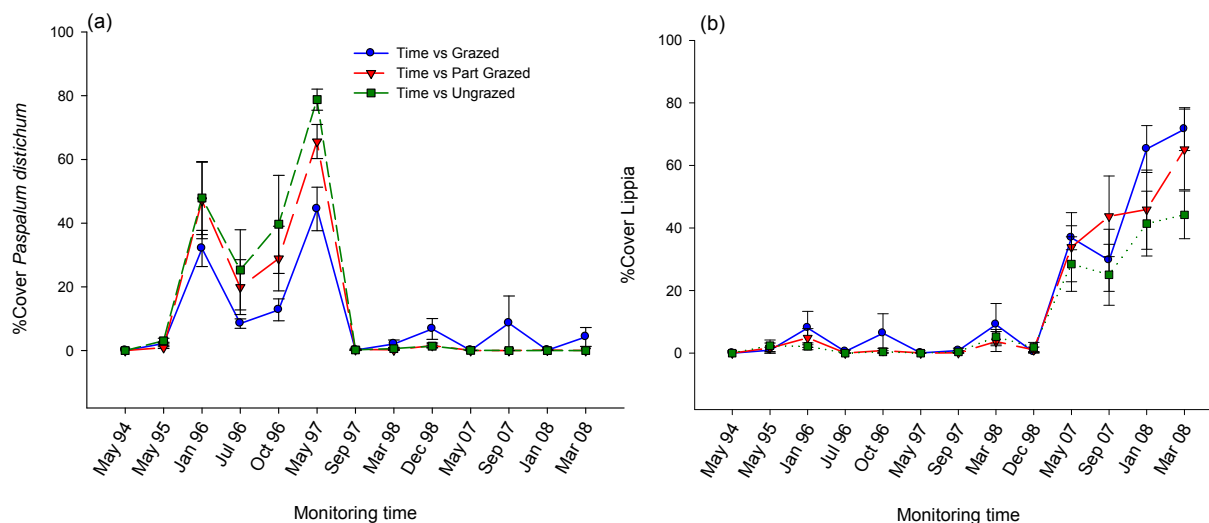 (a)
100
80
60
40
20
0
%Cover Paspalum distichum
Time vs Grazed
Time vs Part Grazed
Time vs Ungrazed
May 94
May 95
Jan 96
Jul 96
Oct 96
May 97
Sep 97
Mar 98
Dec 98
May 07
Sep 07
Jan 08
Mar 08
Monitoring time
(b)
100
80
60
40
20
0
%Cover Lippia
May 94
May 95
Jan 96
Jul 96
Oct 96
May 97
Sep 97
Mar 98
Dec 98
May 07
Sep 07
Jan 08
Mar 08
Monitoring time